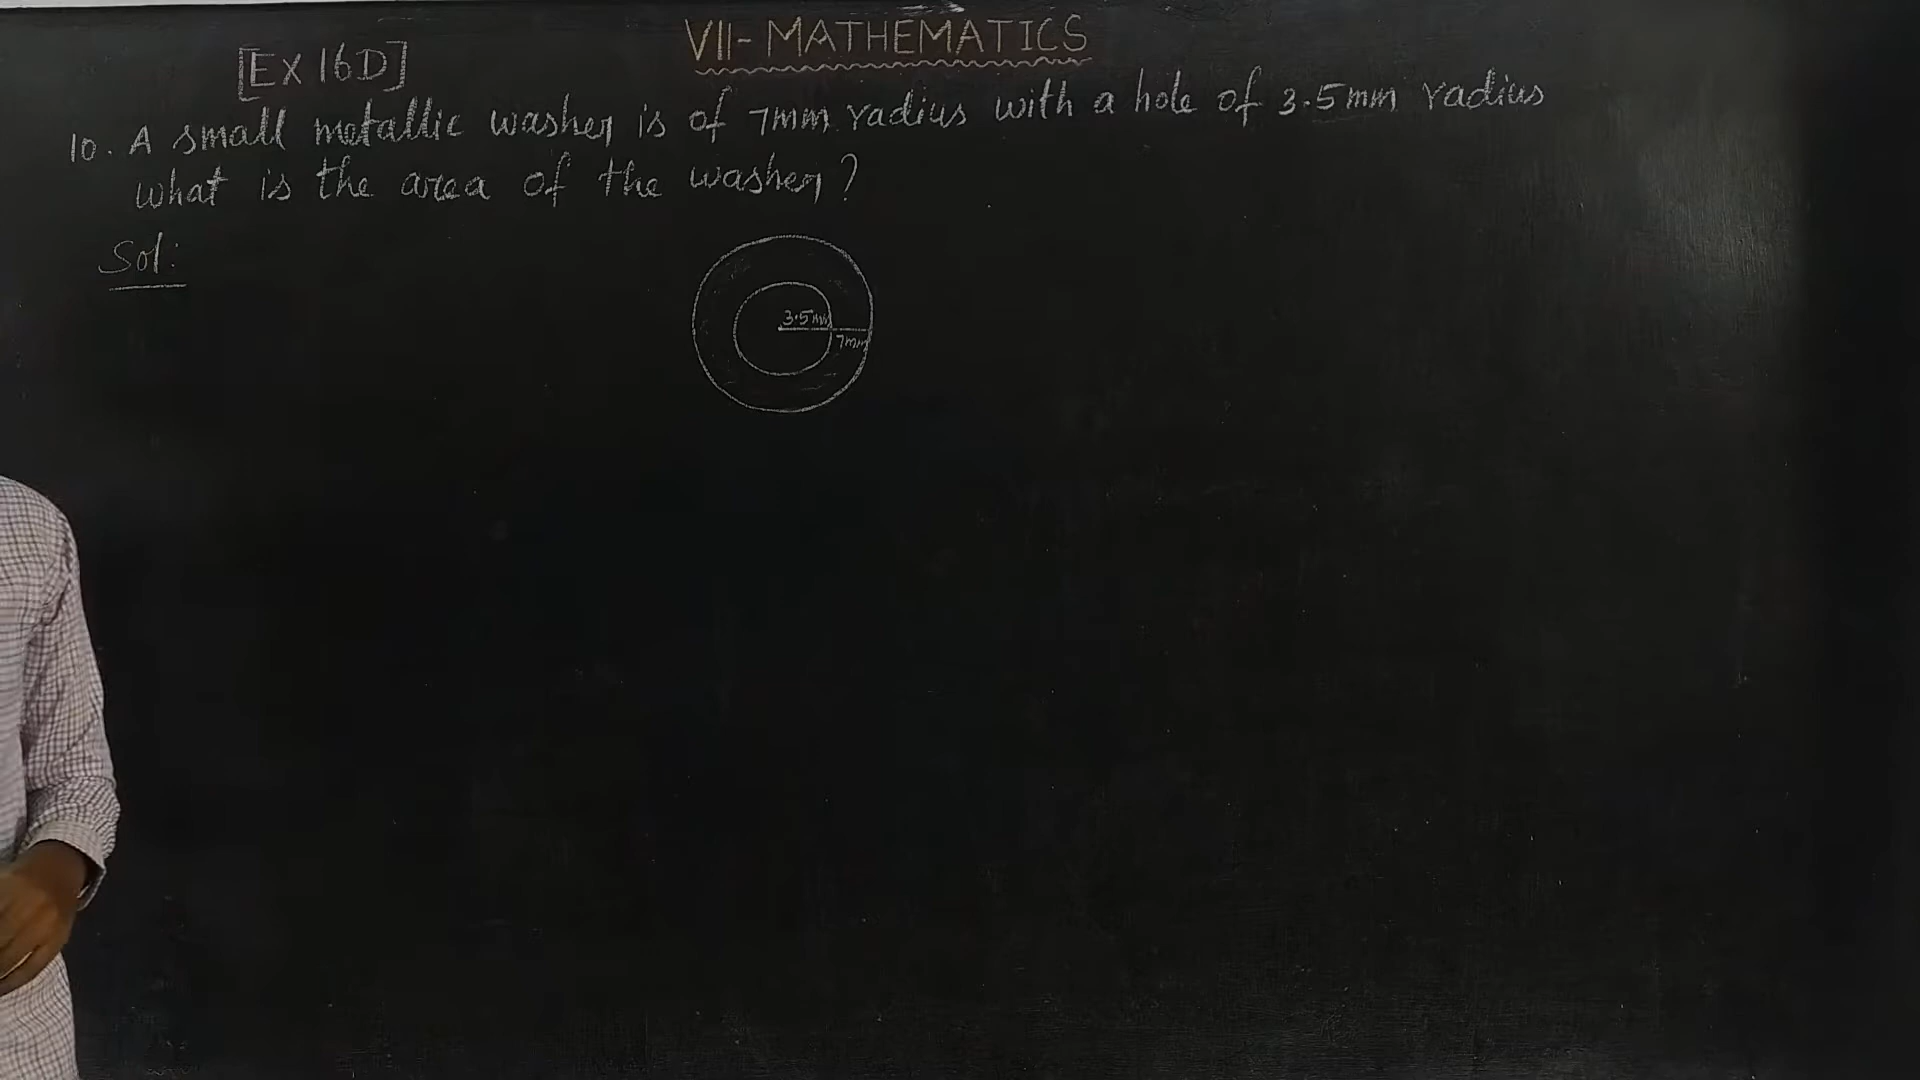 VII-MATHEMATICS
[EX 16D]
10. A small metallic washer is of 7mm radius with a hole of 3.5mm radius
what is the area of the washer?
Sol:
3.5mm
7mm